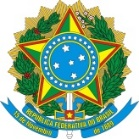 REPÚBLICA FEDERATIVA DO BRASIL
15 de Novembro de 1889